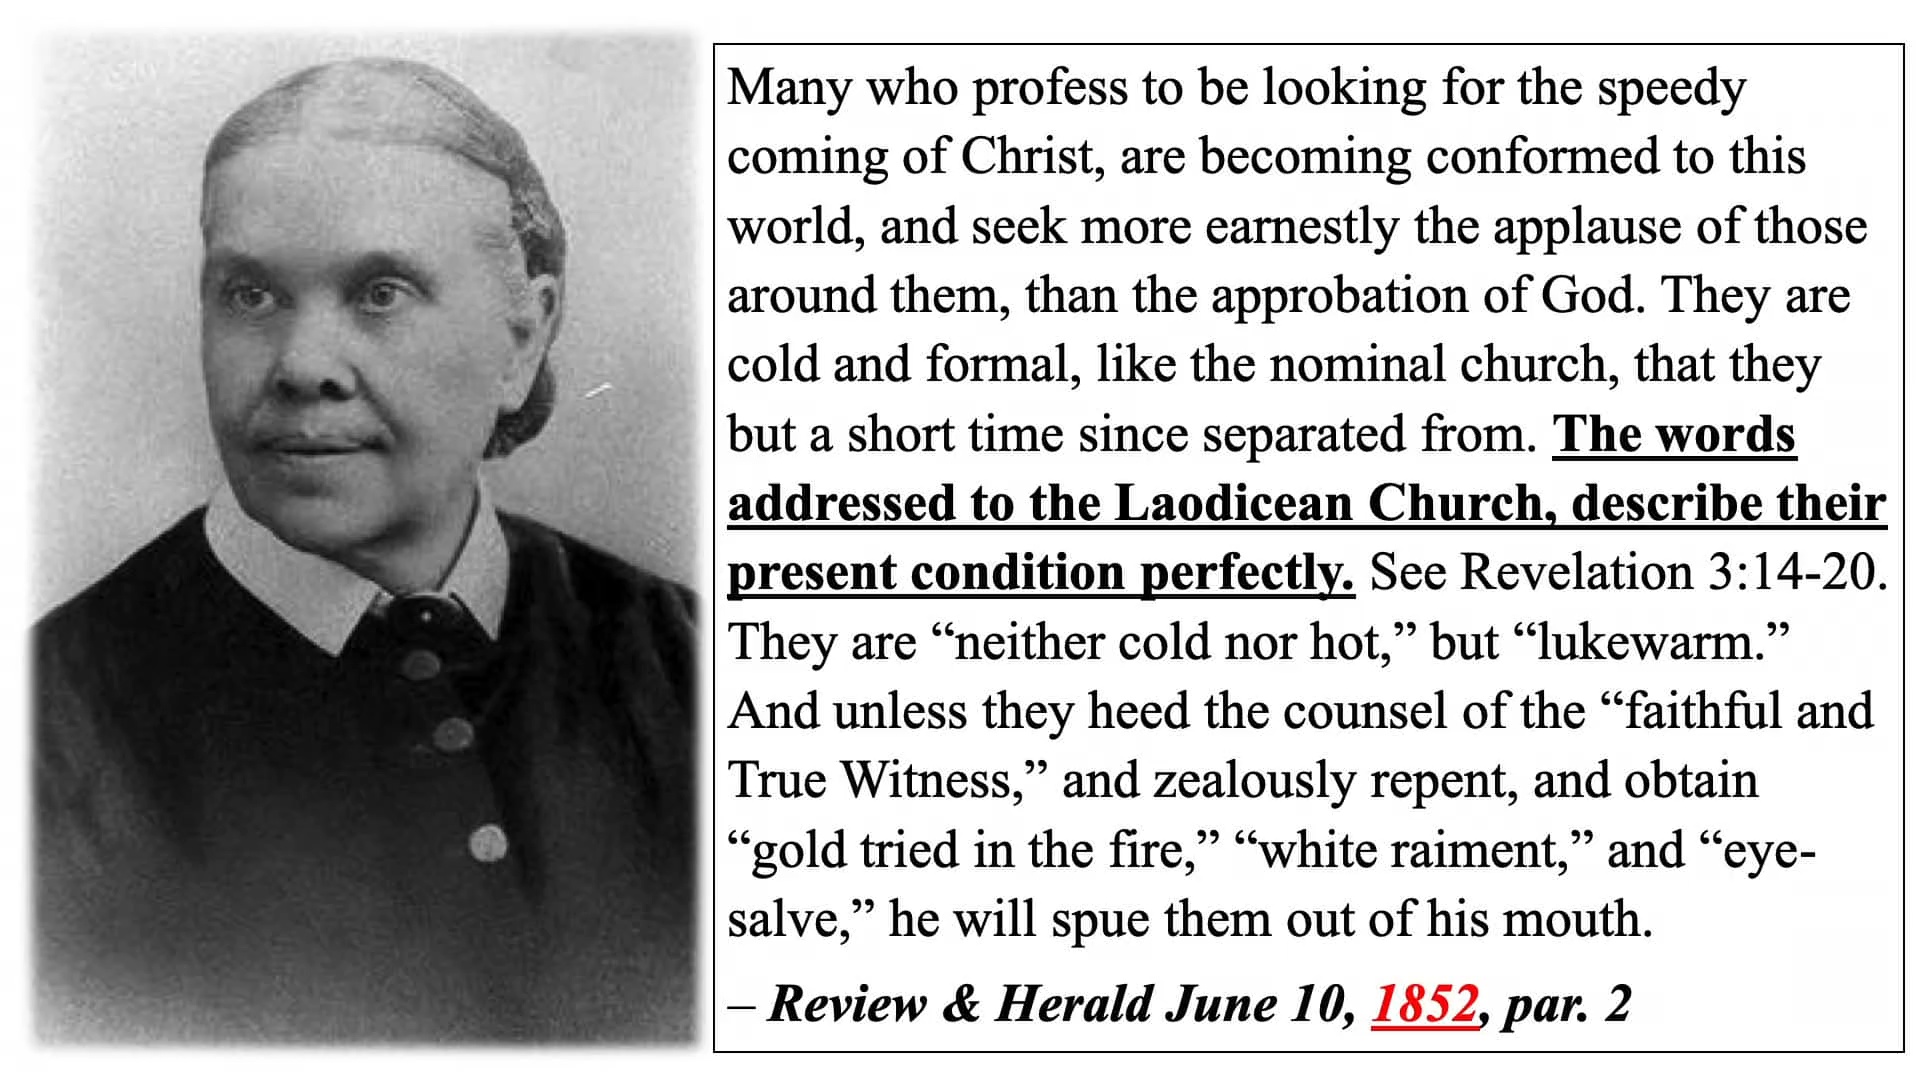 Many who profess to be looking for the speedy
coming of Christ, are becoming conformed to this
world, and seek more earnestly the applause of those
around them, than the approbation of God. They are
cold and formal, like the nominal church, that they
but a short time since separated from. The words
addressed to the Laodicean Church, describe their
present condition perfectly. See Revelation 3:14-20.
They are “neither cold nor hot,” but “lukewarm.”
And unless they heed the counsel of the “faithful and
True Witness,” and zealously repent, and obtain
“gold tried in the fire,” “white raiment,” and “eye-
salve,” he will spue them out of his mouth.
– Review & Herald June 10, 1852, par. 2